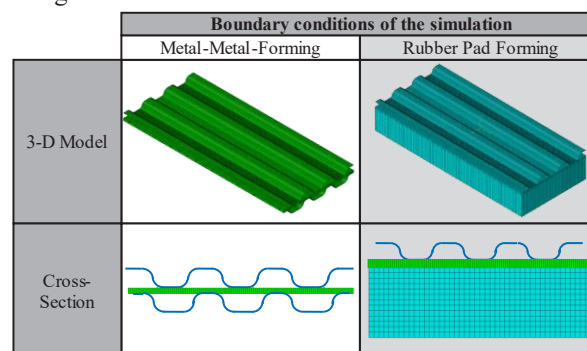 Boundary conditions of the simulation
Metal-Metal-Forming
Rubber Pad Forming
3-D Model
Cross-
Section